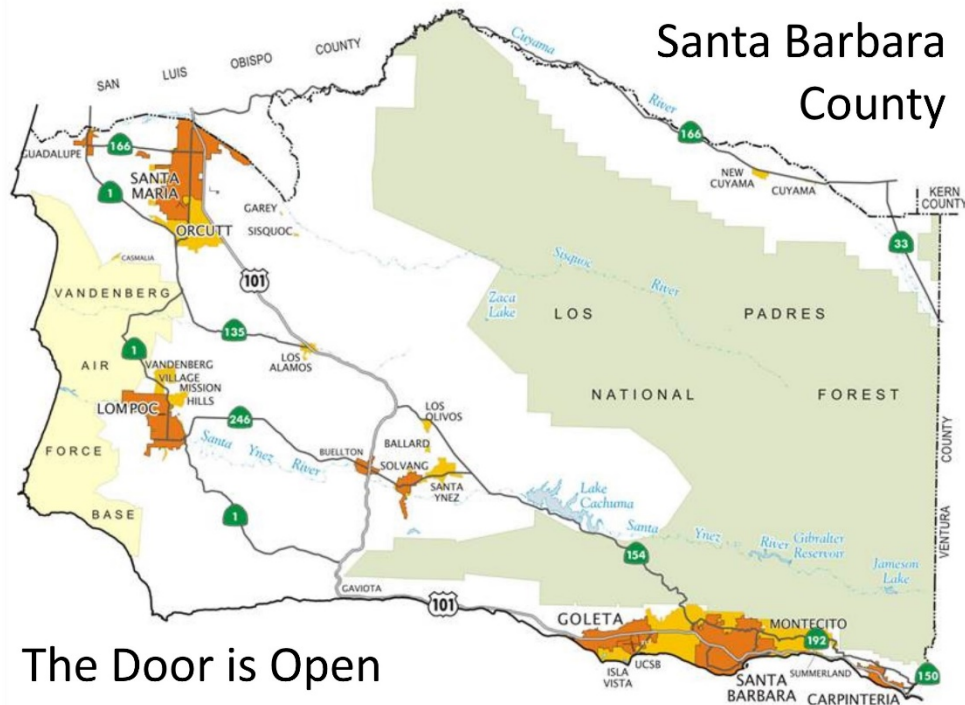 Santa Barbara
County
SAN LUIS OBISPO COUNTY
Cuyama
River
166
GUADALUPE
166
SANTA
MARIA
1
NEW
CUYAMA
CUYAMA
KERN
COUNTY
GAREY
ORCUTT
SISQUOC
33
CASMALIA
101
Sisquoc
River
VANDENBERG
Zaca
Lake
LOS PADRES
135
1
LOS
ALAMOS
AIR
VANDENBERG
VILLAGE
MISSION
HILLS
NATIONAL FOREST
LOMPOC
246
LOS
OLIVOS
COUNTY
FORCE
Santa Ynez River
BALLARD
BUELLTON
SOLVANG
SANTA
YNEZ
Lake
Cachuma
BASE
1
Santa Ynez River
Gibralter
Reservoir
VENTURA
154
Jameson
Lake
GAVIOTA
101
GOLETA
MONTECITO
192
The Door is Open
ISLA
VISTA
UCSB
SANTA
BARBARA
SUMMERLAND
CARPINTERIA
150